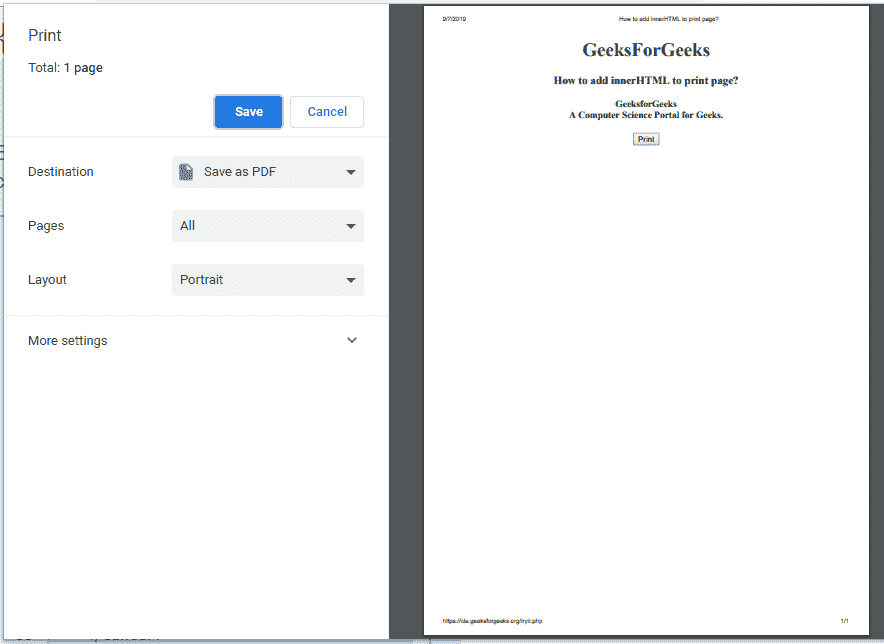 Print
Total: 1 page
Save
Cancel
Destination
Save as PDF
Pages
All
Layout
Portrait
More settings
9/7/2019
How to add innerHTML to print page?
GeeksForGeeks
How to add innerHTML to print page?
GeeksforGeeks
A Computer Science Portal for Geeks.
Print
https://ide.geeksforgeeks.org/tryit.php
1/1